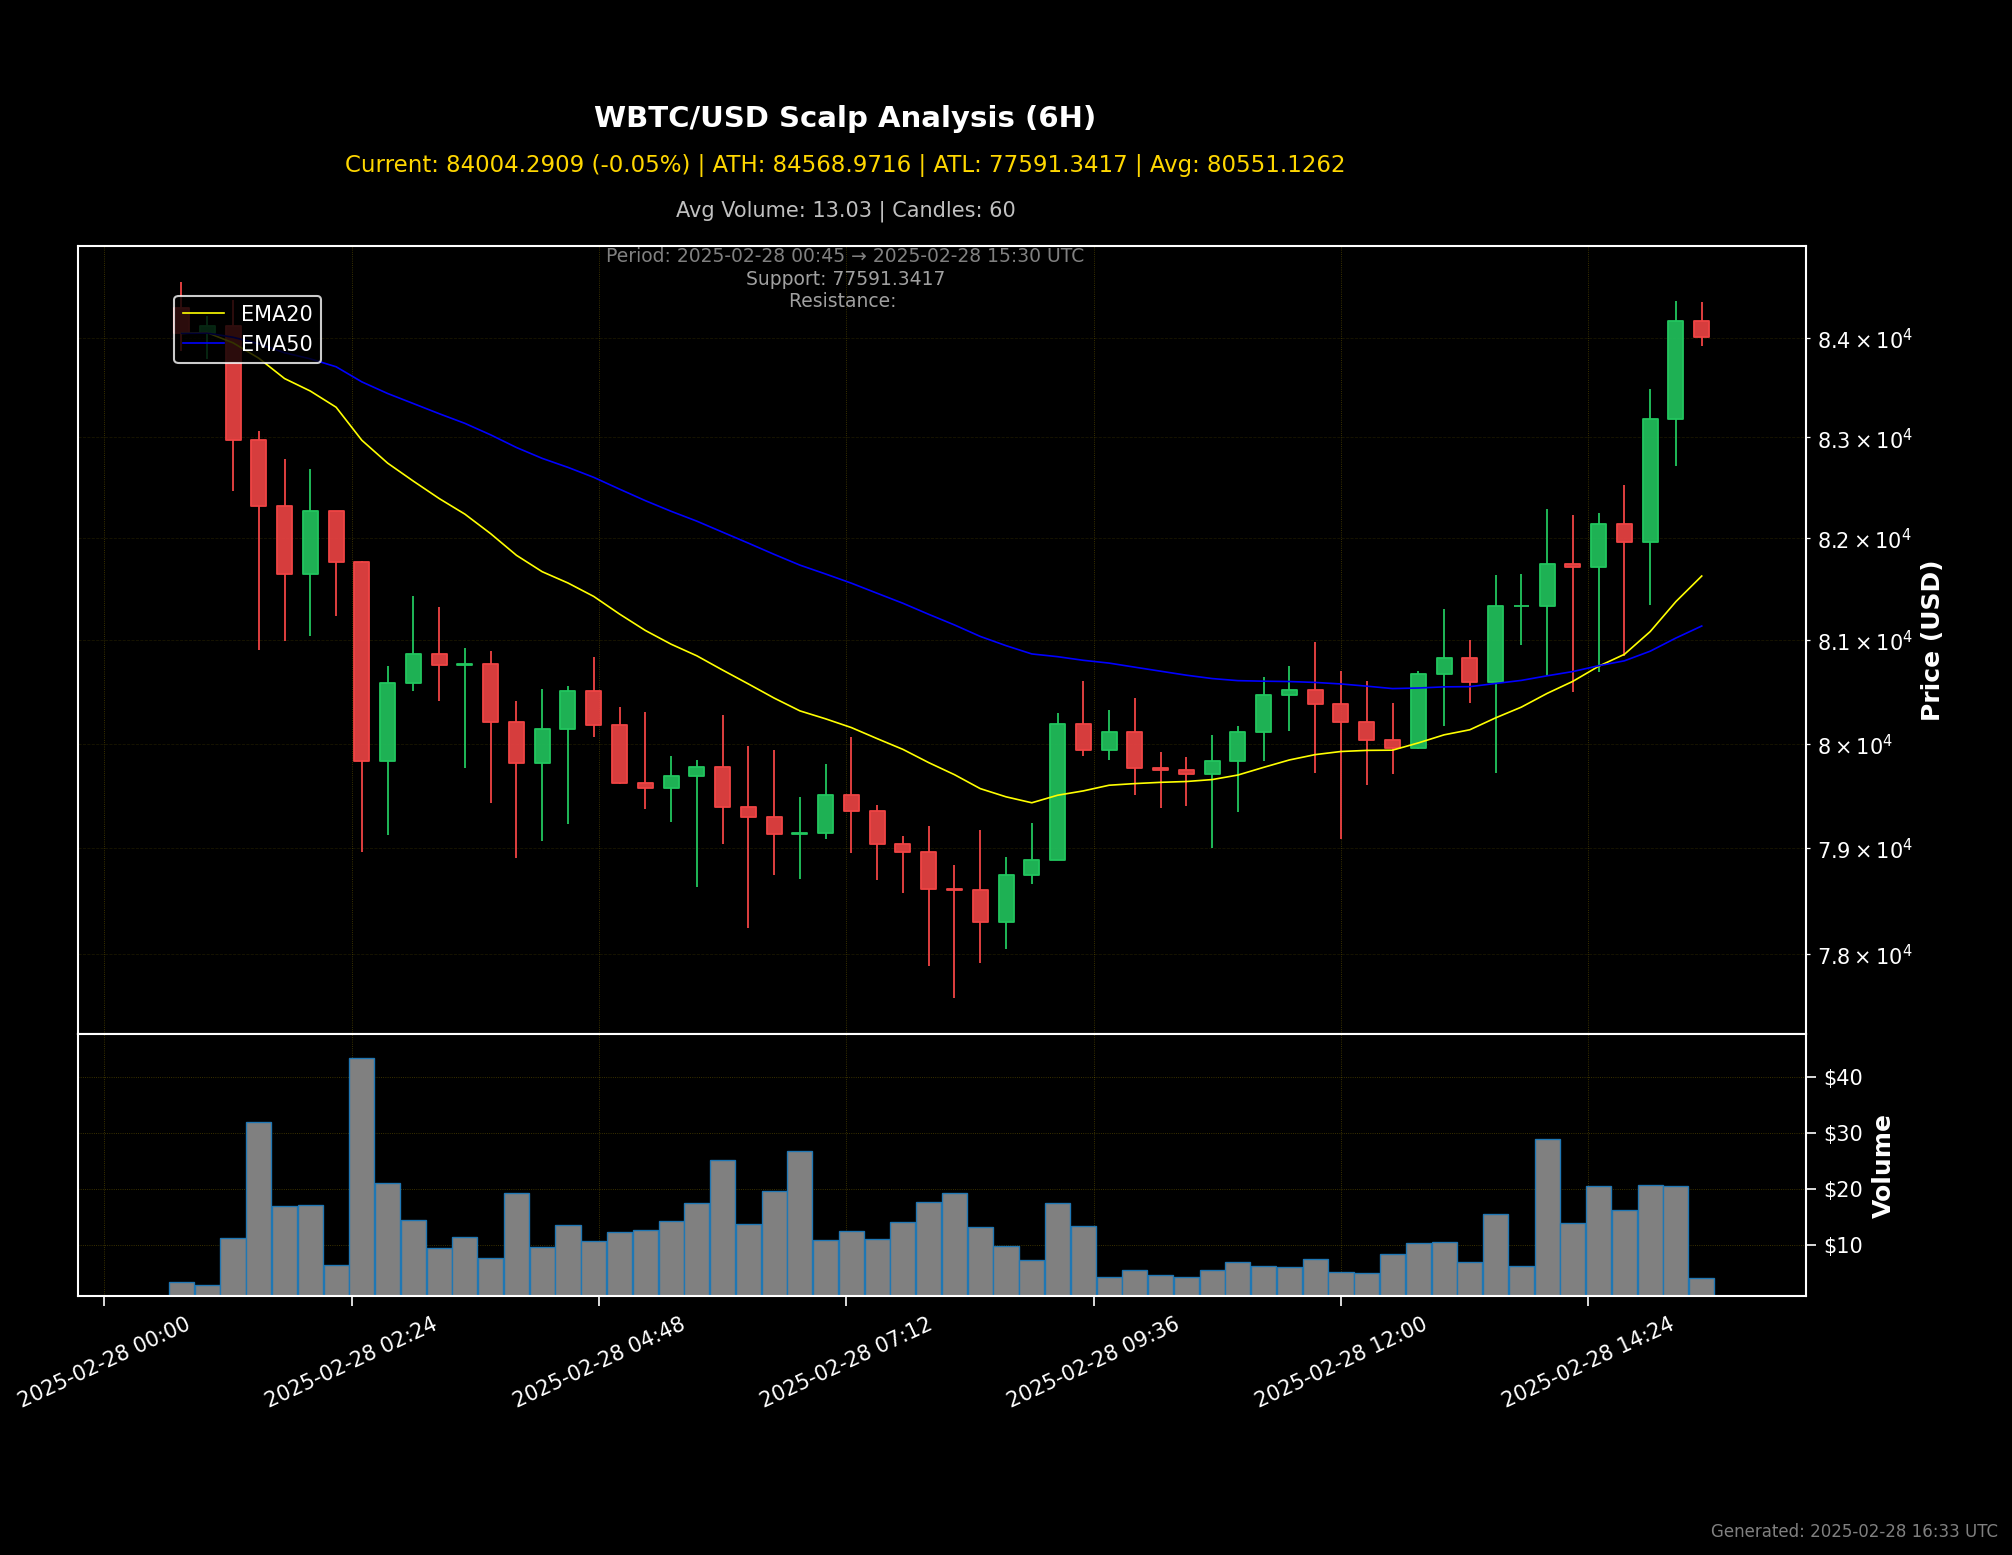 WBTC/USD Scalp Analysis (6H)
Current: 84004.2909 (-0.05%) | ATH: 84568.9716 | ATL: 77591.3417 | Avg: 80551.1262
Avg Volume: 13.03 | Candles: 60
Period: 2025-02-28 00:45 → 2025-02-28 15:30 UTC
Support: 77591.3417
Resistance:
EMA20
EMA50
8.4 × 10⁴
8.3 × 10⁴
8.2 × 10⁴
8.1 × 10⁴
8 × 10⁴
7.9 × 10⁴
7.8 × 10⁴
Price (USD)
$40
$30
$20
$10
Volume
2025-02-28 00:00
2025-02-28 02:24
2025-02-28 04:48
2025-02-28 07:12
2025-02-28 09:36
2025-02-28 12:00
2025-02-28 14:24
Generated: 2025-02-28 16:33 UTC